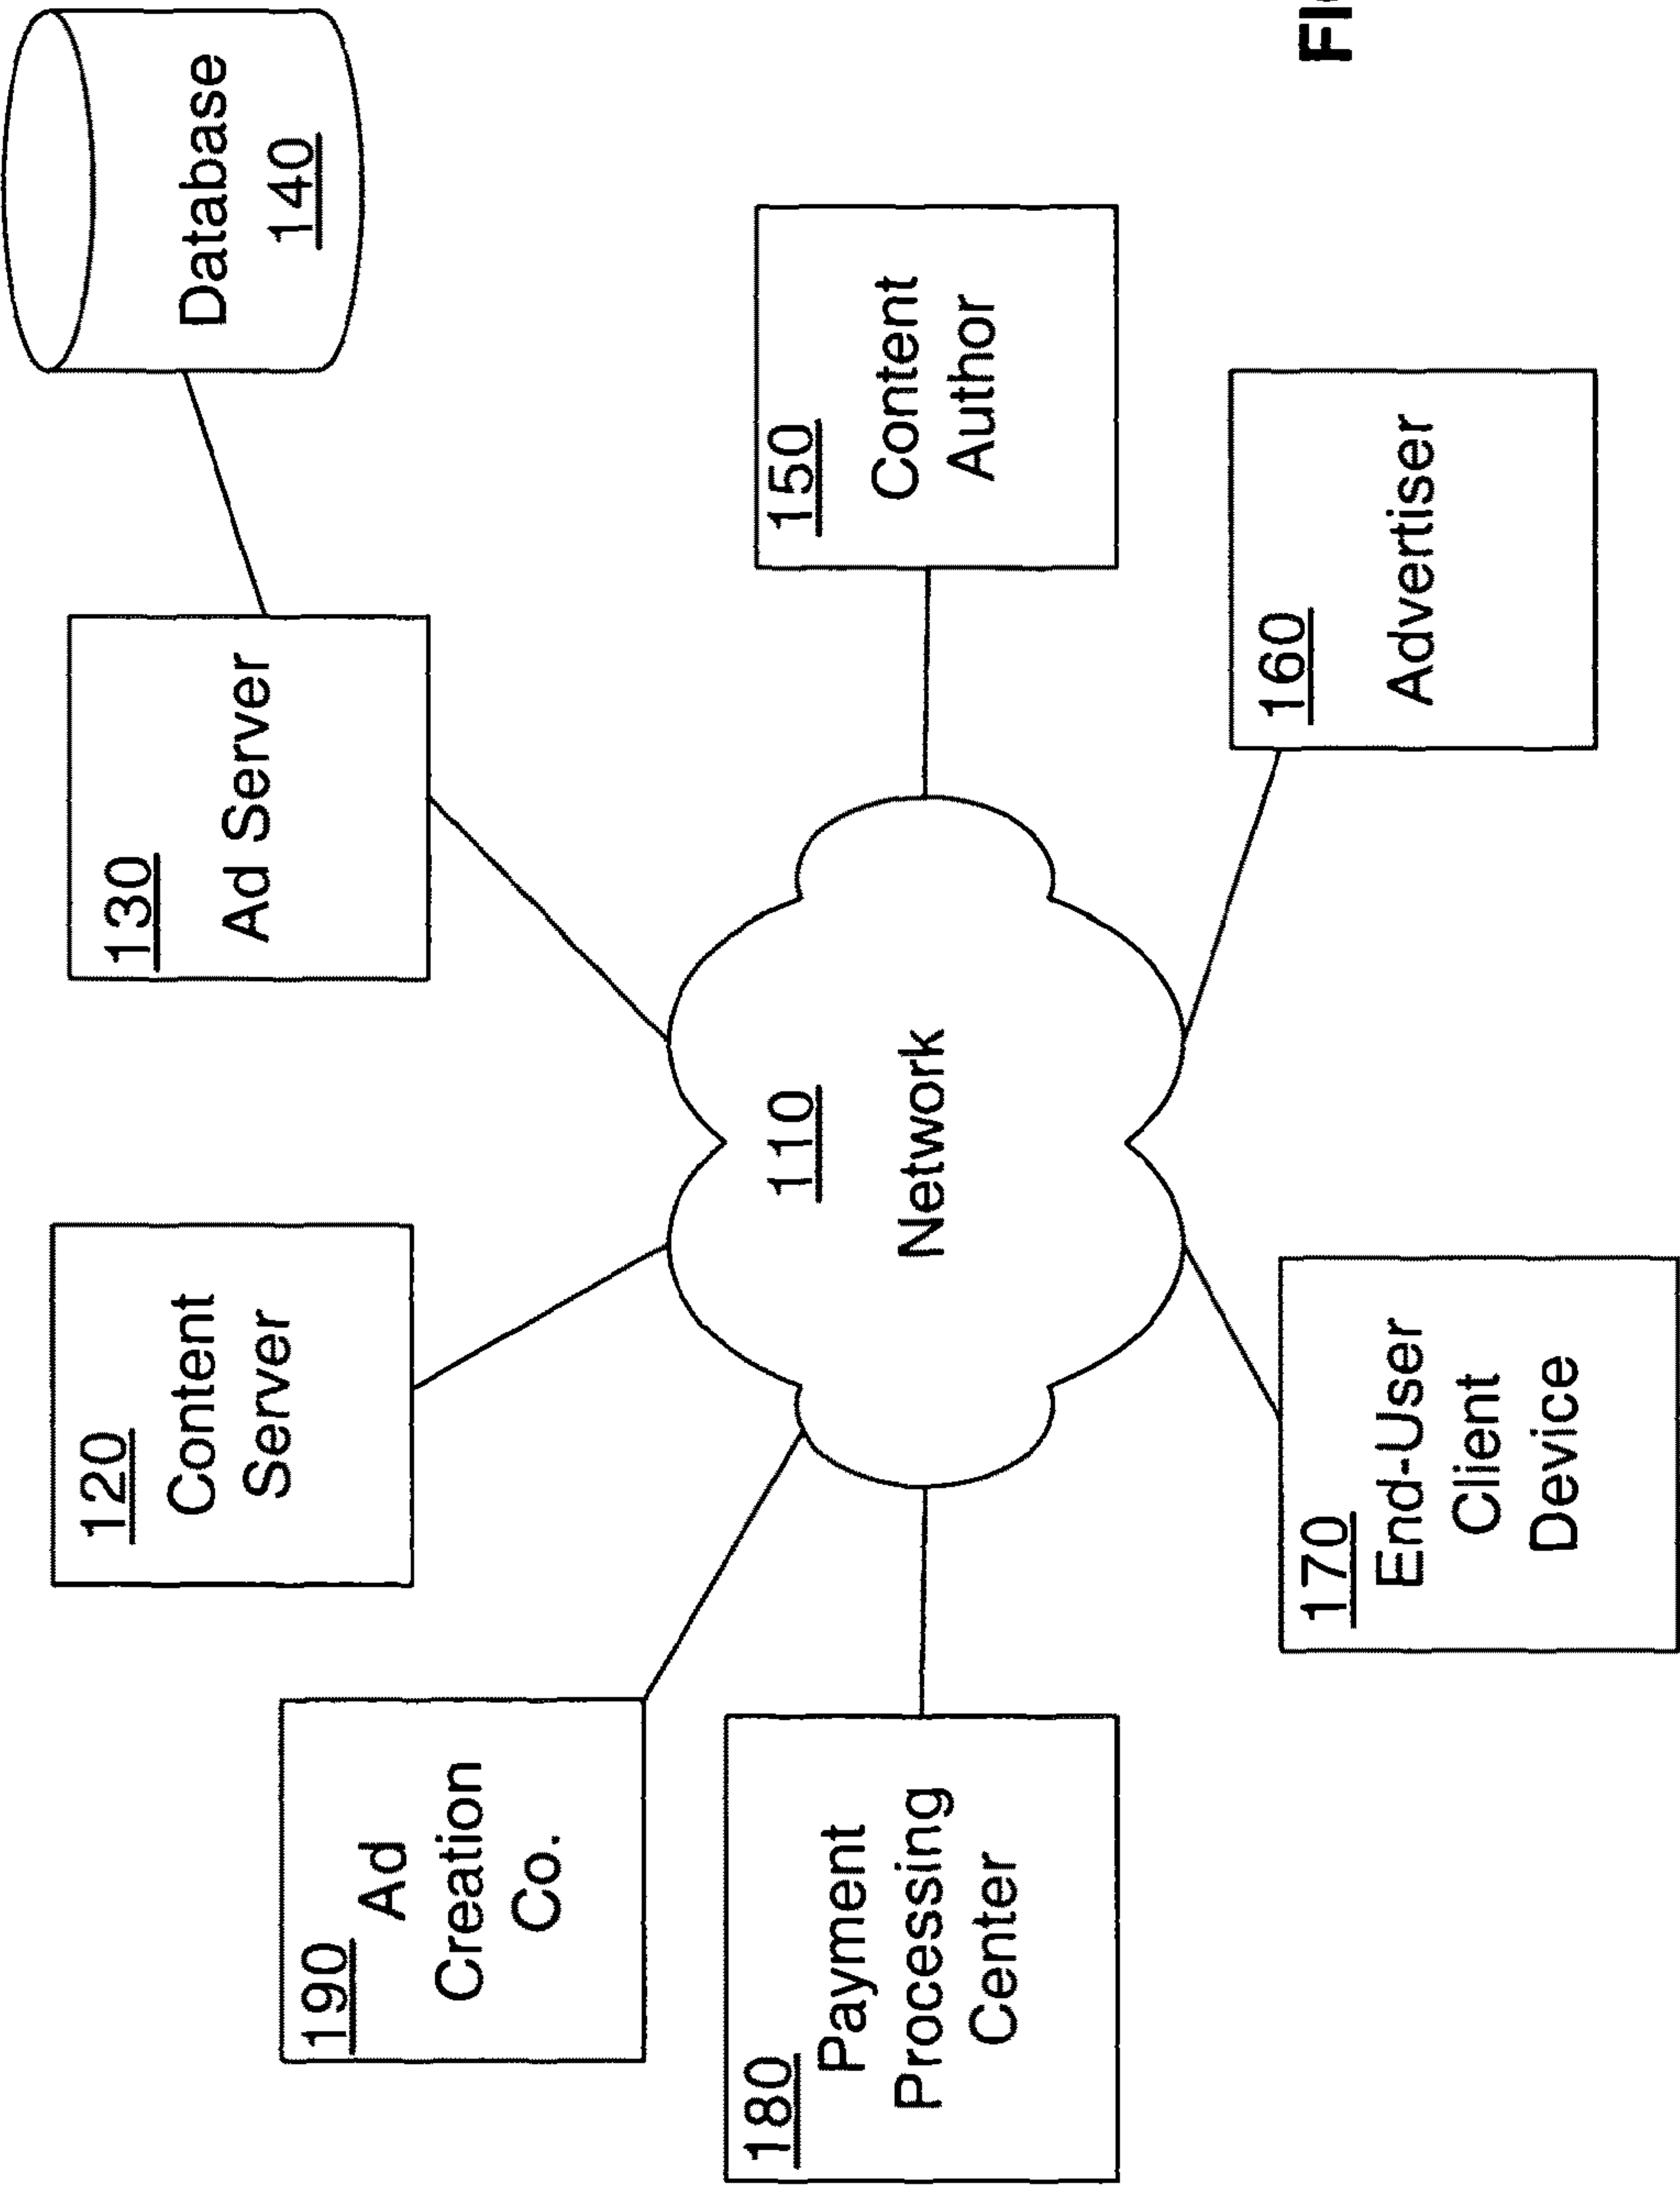 120
Content
Server
130
Ad Server
Database
140
190
Ad
Creation
Co.
180
Payment
Processing
Center
110
Network
150
Content
Author
170
End-User
Client
Device
160
Advertiser